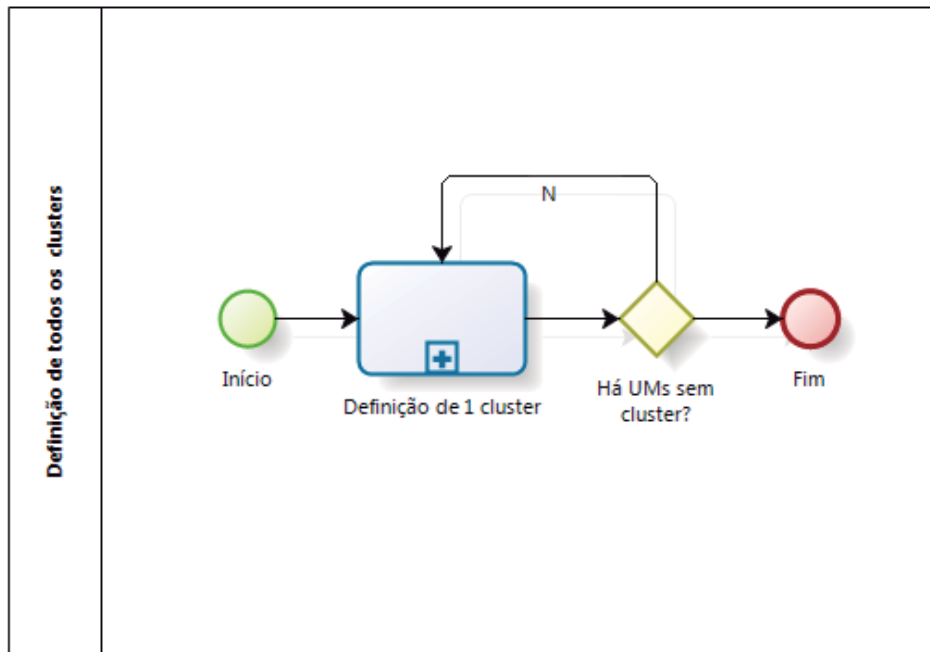 Definição de todos os clusters
N
Início
Definição de 1 cluster
Há UMs sem
cluster?
Fim